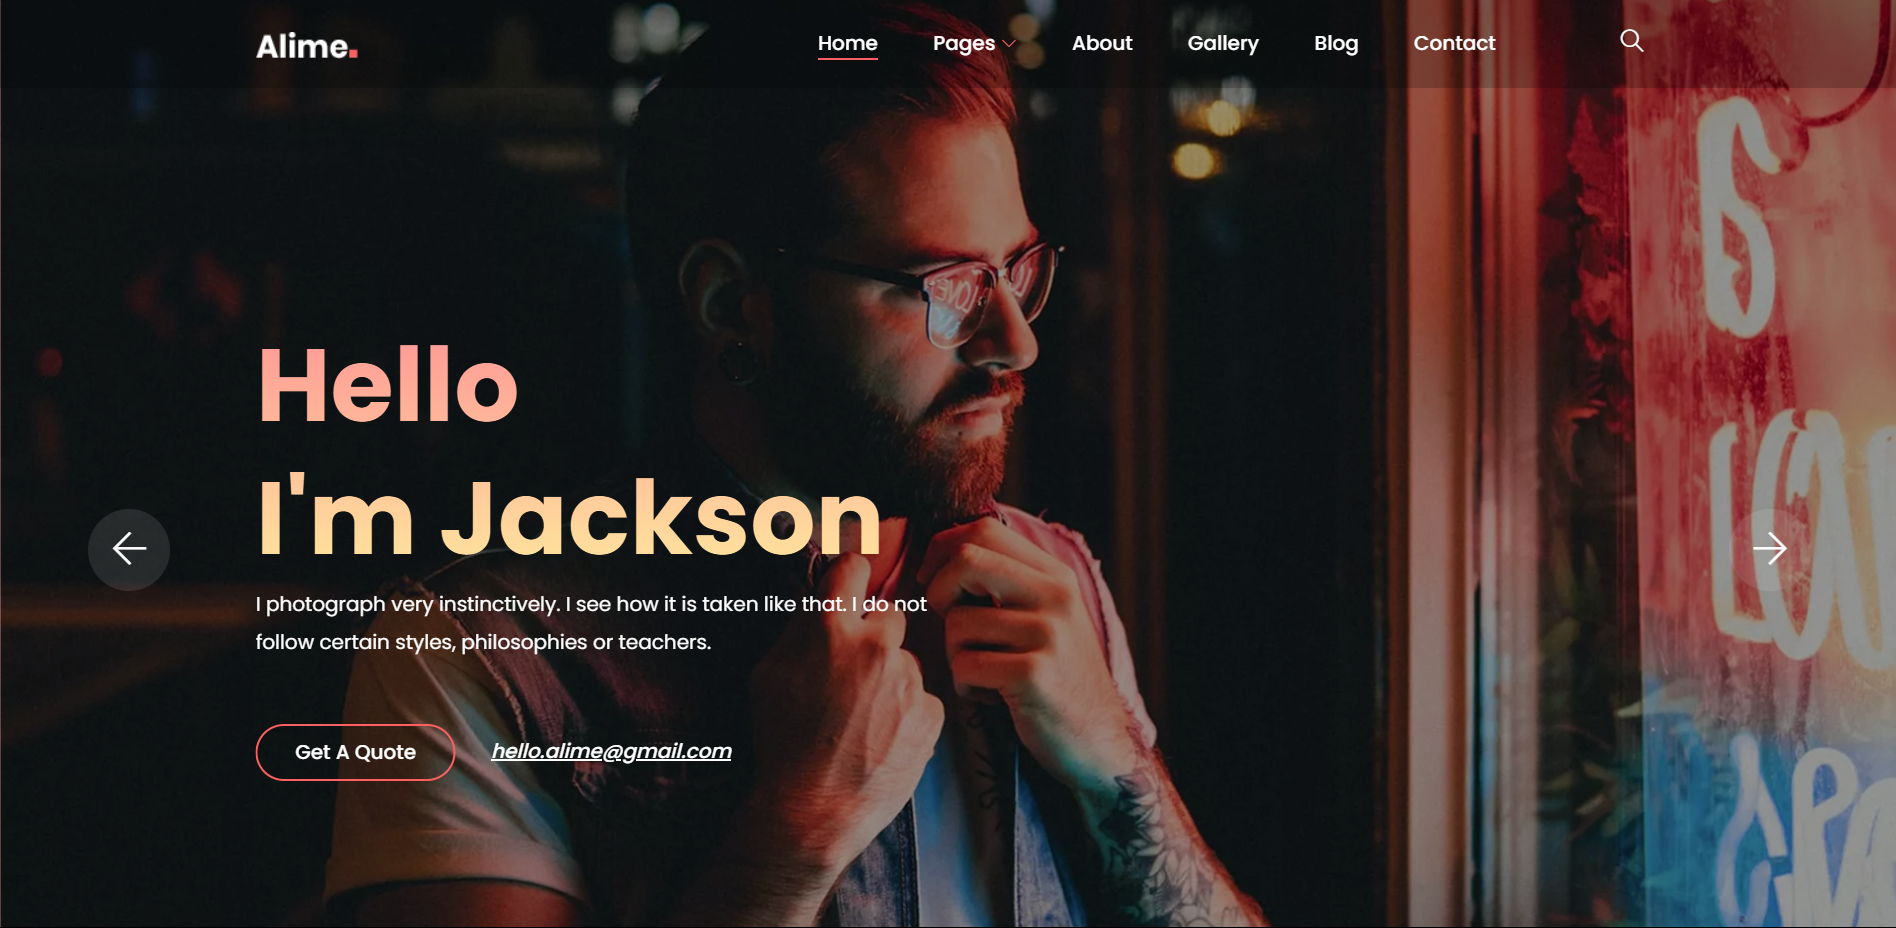 Alime.
Home Pages About Gallery Blog Contact
Hello
I'm Jackson
I photograph very instinctively. I see how it is taken like that. I do not
follow certain styles, philosophies or teachers.
Get A Quote hello.alime@gmail.com